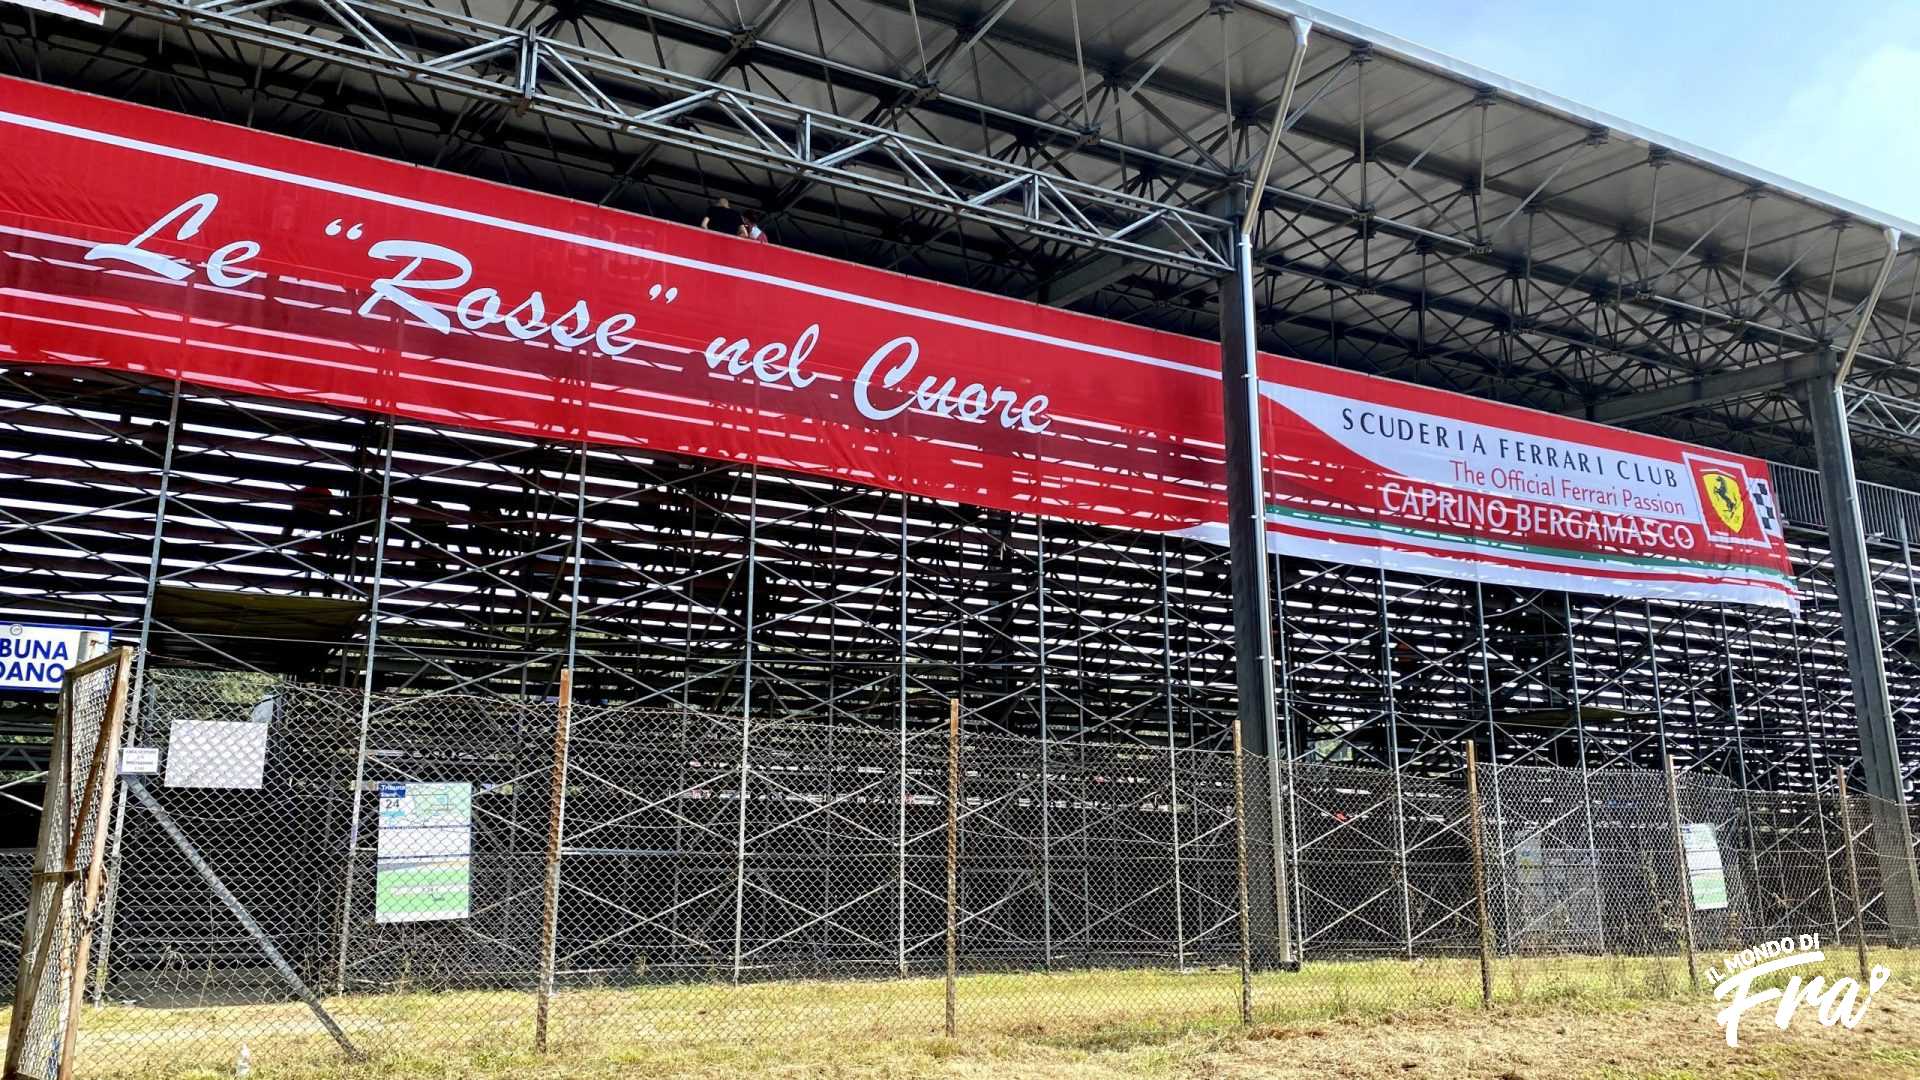 Le "Rosse" nel Cuore
SCUDERIA FERRARI CLUB
The Official Ferrari Passion
CAPRINO BERGAMASCO
BUNA
DANO
Tribuna
24
IL MONDO DI
Fra